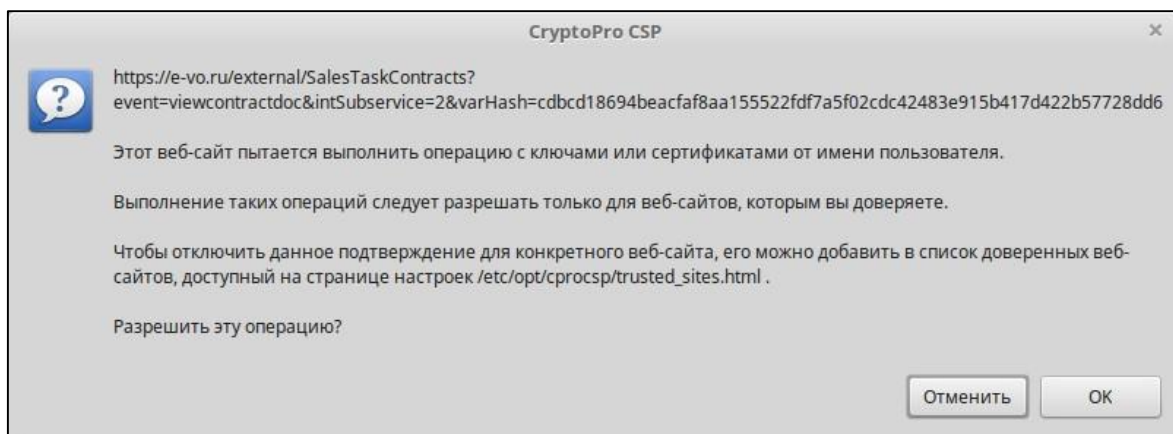 CryptoPro CSP
https://e-vo.ru/external/SalesTaskContracts?
event=viewcontractdoc&intSubservice=2&varHash=cdbcd18694beacfaf8aa155522fdf7a5f02cdc42483e915b417d422b57728dd6
Этот веб-сайт пытается выполнить операцию с ключами или сертификатами от имени пользователя.
Выполнение таких операций следует разрешать только для веб-сайтов, которым вы доверяете.
Чтобы отключить данное подтверждение для конкретного веб-сайта, его можно добавить в список доверенных веб-
сайтов, доступный на странице настроек /etc/opt/cprocsp/trusted_sites.html .
Разрешить эту операцию?
Отменить
OK